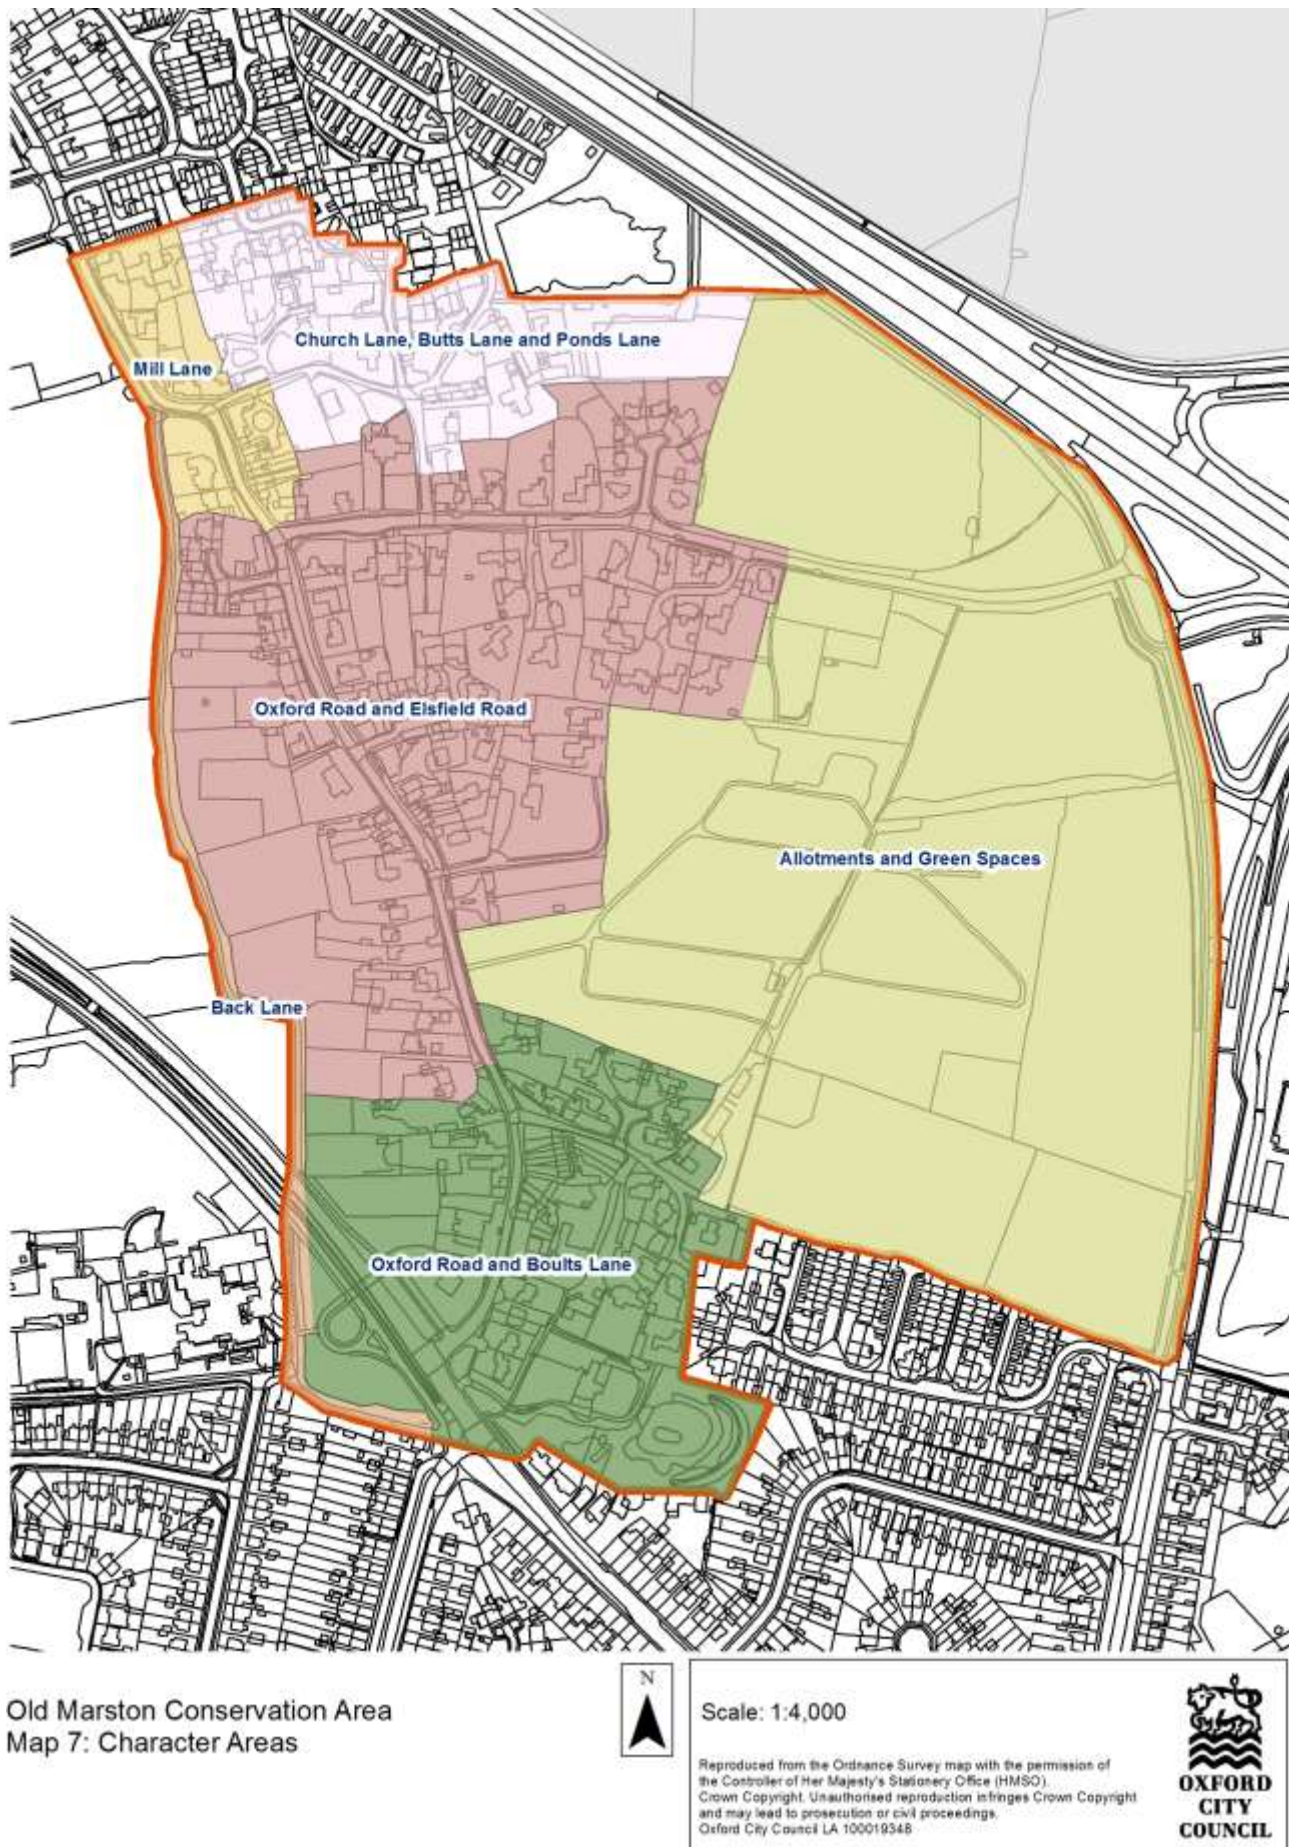 Church Lane, Butts Lane and Ponds Lane
Mill Lane
Oxford Road and Elsfield Road
Allotments and Green Spaces
Back Lane
Oxford Road and Boults Lane
Old Marston Conservation Area
Map 7: Character Areas
N
Scale: 1:4,000
Reproduced from the Ordnance Survey map with the permission of
the Controller of Her Majesty's Stationery Office (HMSO).
Crown Copyright. Unauthorised reproduction infringes Crown Copyright
and may lead to prosecution or civil proceedings.
Oxford City Council LA 100019348
OXFORD
CITY
COUNCIL